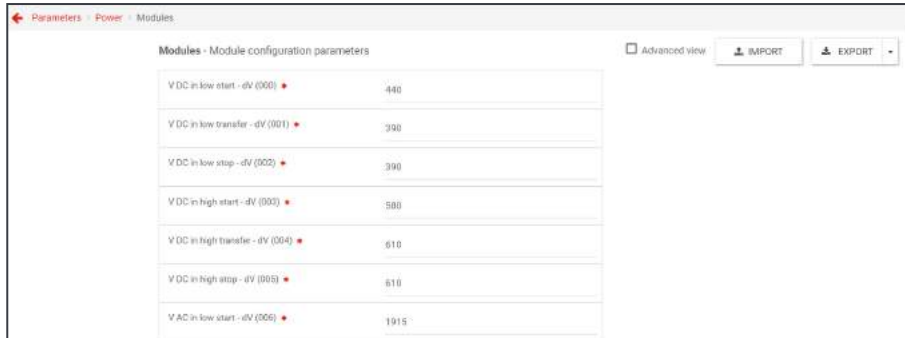 Parameters Power Modules
Modules - Module configuration parameters
Advanced view IMPORT EXPORT
V DC in low start - dV (000) 440
V DC in low transfer - dV (001) 390
V DC in low stop - dV (002) 390
V DC in high start - dV (003) 580
V DC in high transfer - dV (004) 610
V DC in high stop - dV (005) 610
V AC in low start - dV (006) 1915